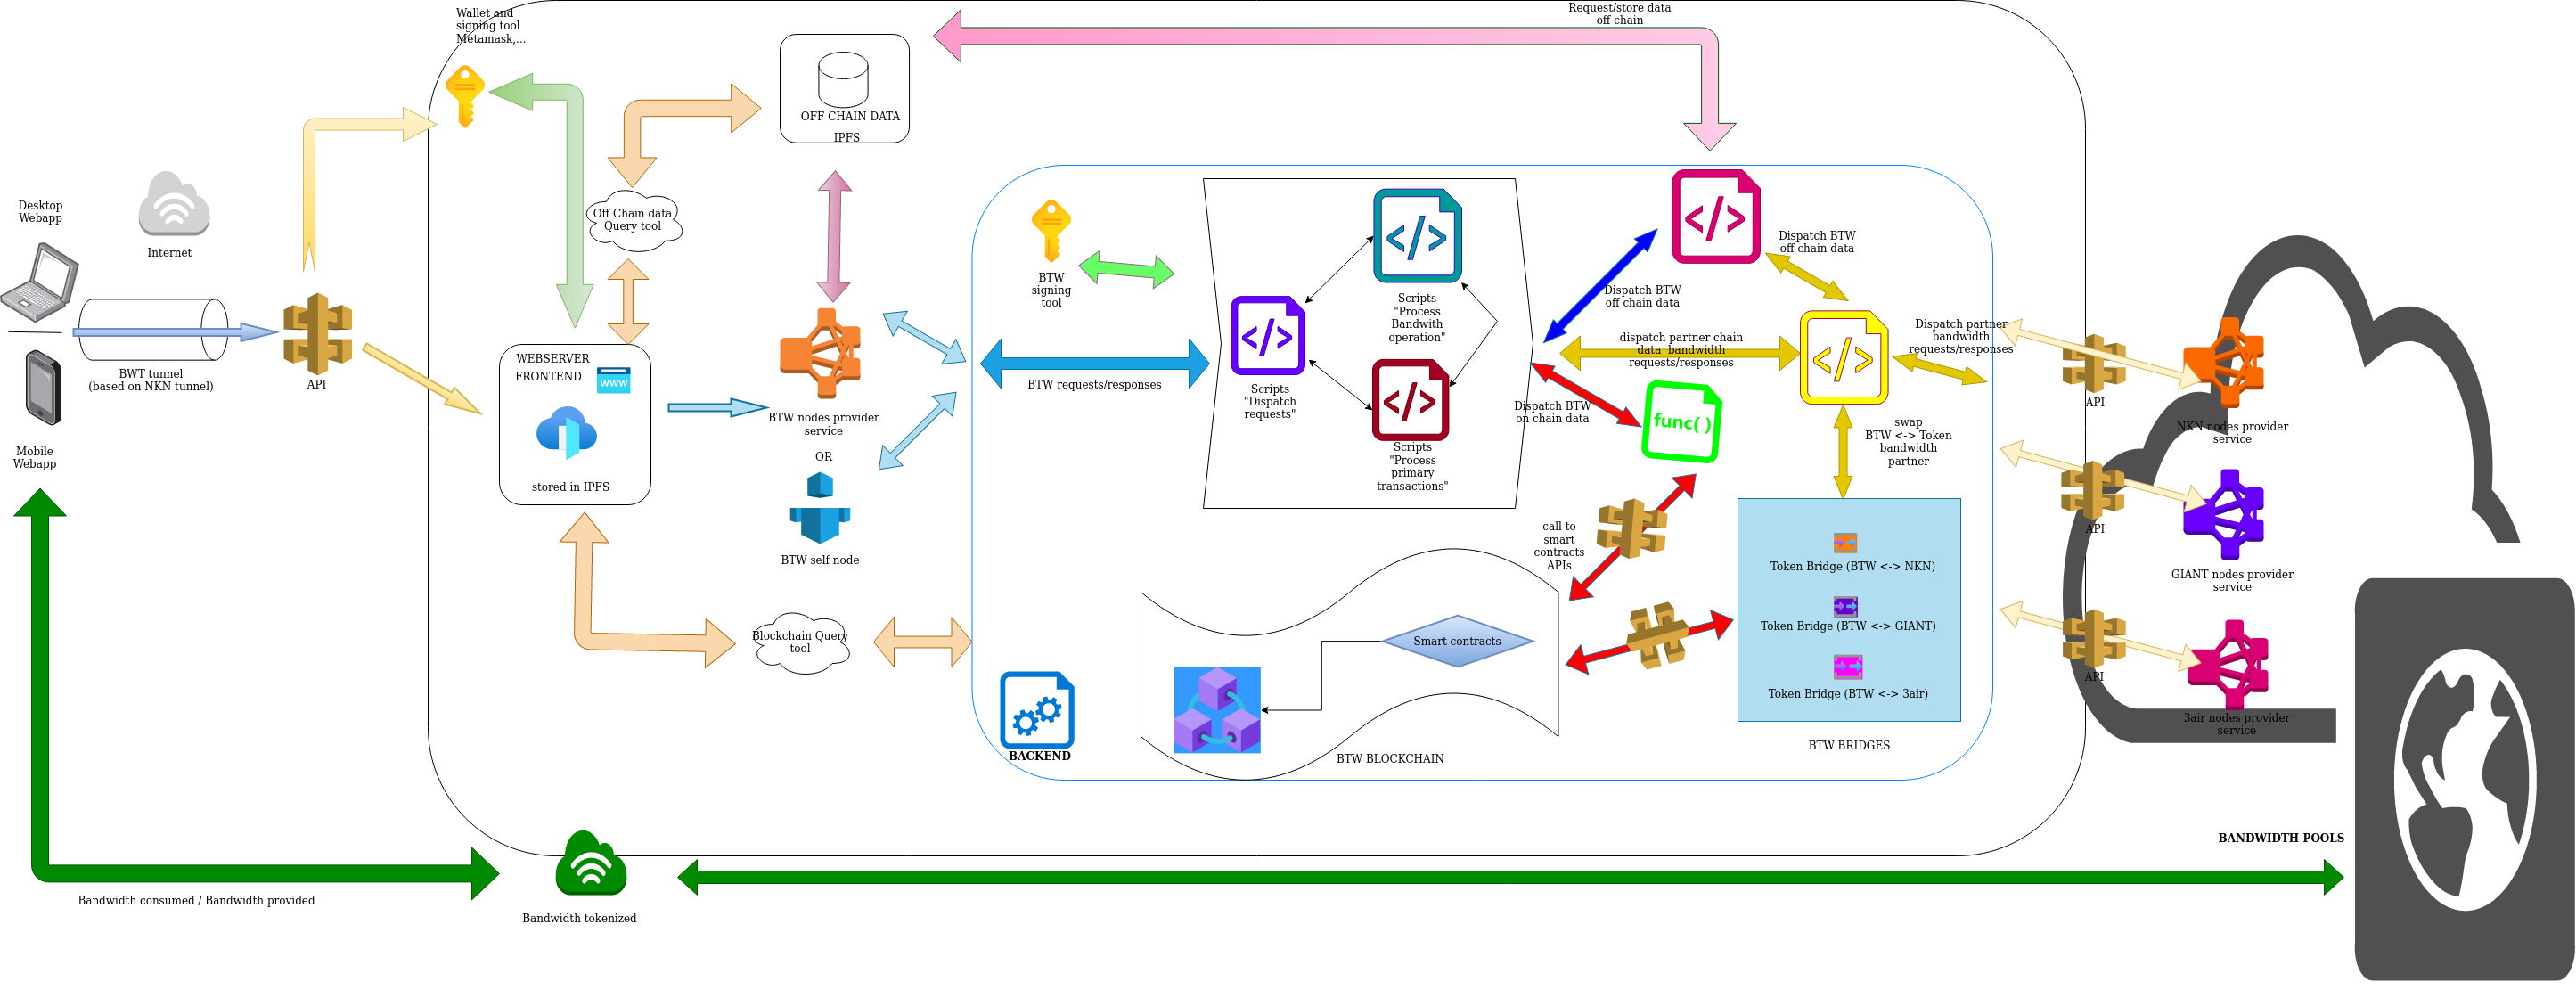 Wallet and
signing tool
Metamask,...
Request/store data
off chain
OFF CHAIN DATA
IPFS
Desktop
Webapp
Internet
Off Chain data
Query tool
BWT tunnel
(based on NKN tunnel)
API
Mobile
Webapp
WEBSERVER
FRONTEND
WWW
stored in IPFS
BTW nodes provider
service
OR
BTW self node
Blockchain Query
tool
BTW
signing
tool
BTW requests/responses
</>
Scripts
"Dispatch
requests"
</>
Scripts
"Process
Bandwith
operation"
</>
Scripts
"Process
primary
transactions"
</>
Dispatch BTW
off chain data
Dispatch BTW
off chain data
dispatch partner chain
data  bandwidth
requests/responses
</>
Dispatch partner
bandwidth
requests/responses
Dispatch BTW
on chain data
func()
swap
BTW <-> Token
bandwidth
partner
call to
smart
contracts
APIs
Smart contracts
BTW BLOCKCHAIN
BACKEND
Token Bridge (BTW <-> NKN)
Token Bridge (BTW <-> GIANT)
Token Bridge (BTW <-> 3air)
BTW BRIDGES
API
NKN nodes provider
service
API
GIANT nodes provider
service
API
3air nodes provider
service
BANDWIDTH POOLS
Bandwidth consumed / Bandwidth provided
Bandwidth tokenized